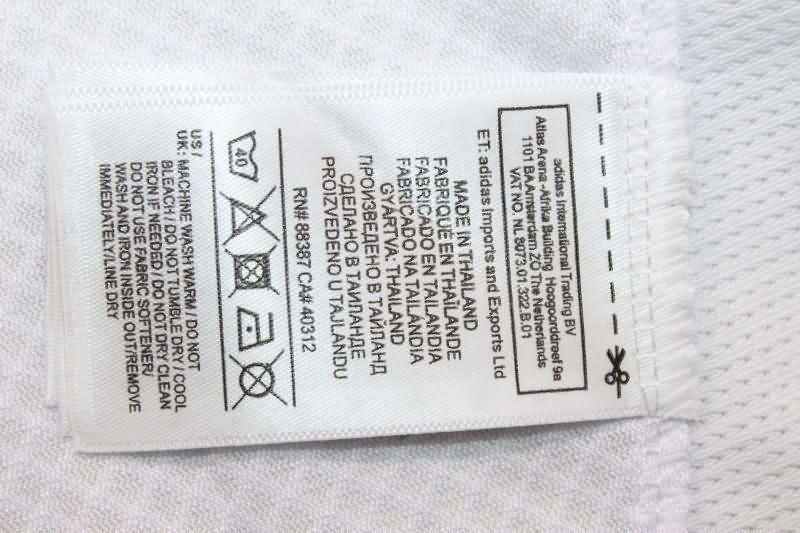 adidas International Trading BV
Atlas Arena -Afrika Building Hoogoorddreef 9a
1101 BA Amsterdam ZO The Netherlands
VAT NO. NL 8073.01.322.B.01
ET: adidas Imports and Exports Ltd
MADE IN THAILAND
FABRIQUÉ EN THAÏLANDE
FABRICADO EN TAILANDIA
FABRICADO NA TAILÂNDIA
GYÁRTVA: THAILAND
ПРОИЗВЕДЕНО В ТАЙЛАНД
СДЕЛАНО В ТАИЛАНДЕ
PROIZVEDENO U TAJLANDU
RN# 88387 CA# 40312
40
US /
UK: MACHINE WASH WARM / DO NOT
BLEACH / DO NOT TUMBLE DRY / COOL
IRON IF NEEDED / DO NOT DRY CLEAN
DO NOT USE FABRIC SOFTENER/
WASH AND IRON INSIDE OUT/REMOVE
IMMEDIATELY/LINE DRY